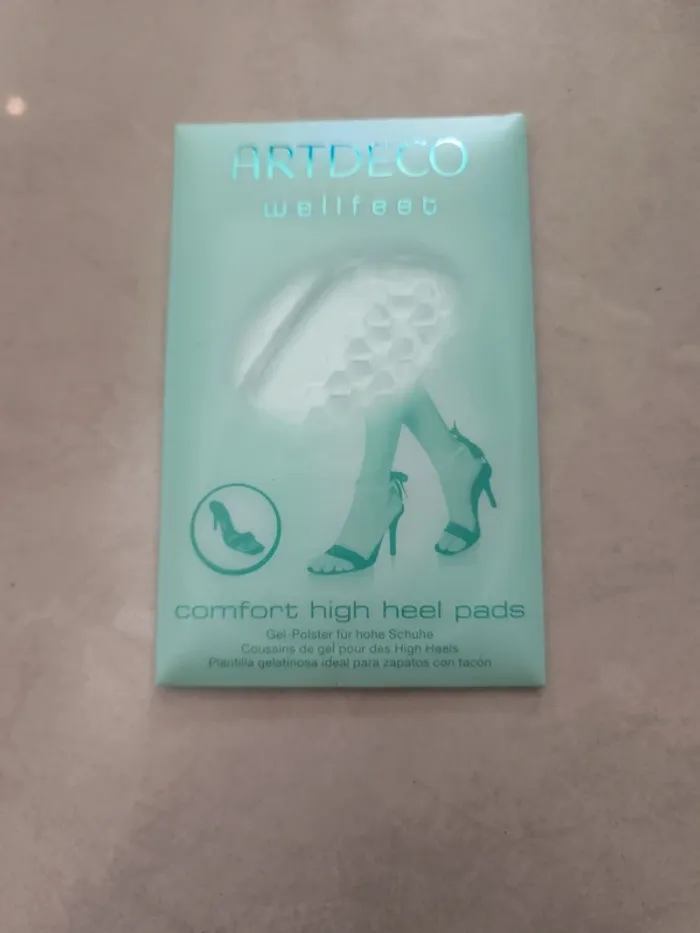 ARTDECO
wellfeet
comfort high heel pads
Gel-Polster für hohe Schuhe
Coussins de gel pour des High Heels
Plantilla gelatinosa ideal para zapatos con tacón